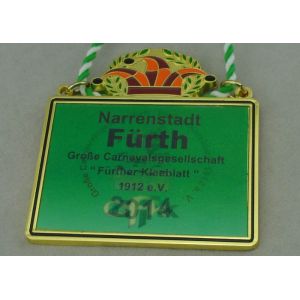 Narrenstadt
Fürth
Große Carnevalsgesellschaft
"Fürther Kleeblatt"
1912 e.V.
2014